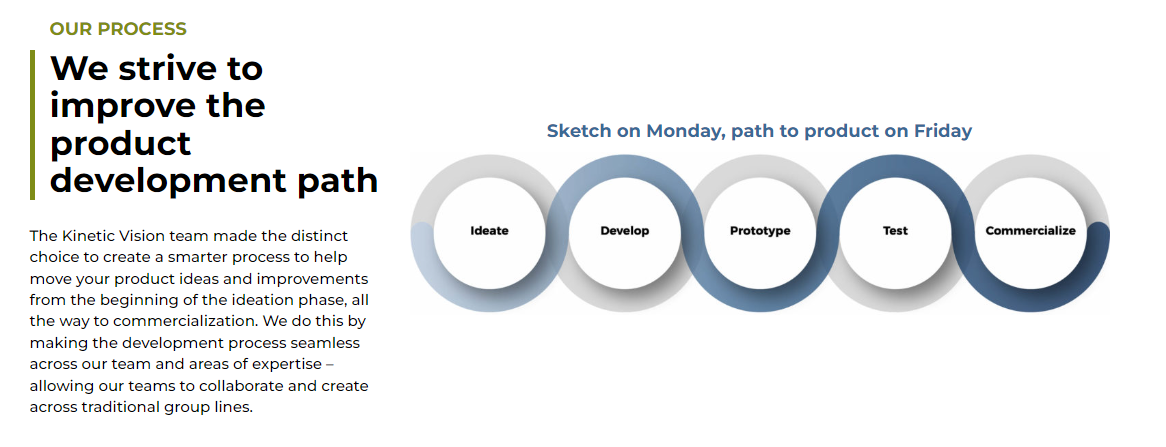 OUR PROCESS
We strive to
improve the
product
development path
The Kinetic Vision team made the distinct
choice to create a smarter process to help
move your product ideas and improvements
from the beginning of the ideation phase, all
the way to commercialization. We do this by
making the development process seamless
across our team and areas of expertise –
allowing our teams to collaborate and create
across traditional group lines.
Sketch on Monday, path to product on Friday
Ideate
Develop
Prototype
Test
Commercialize